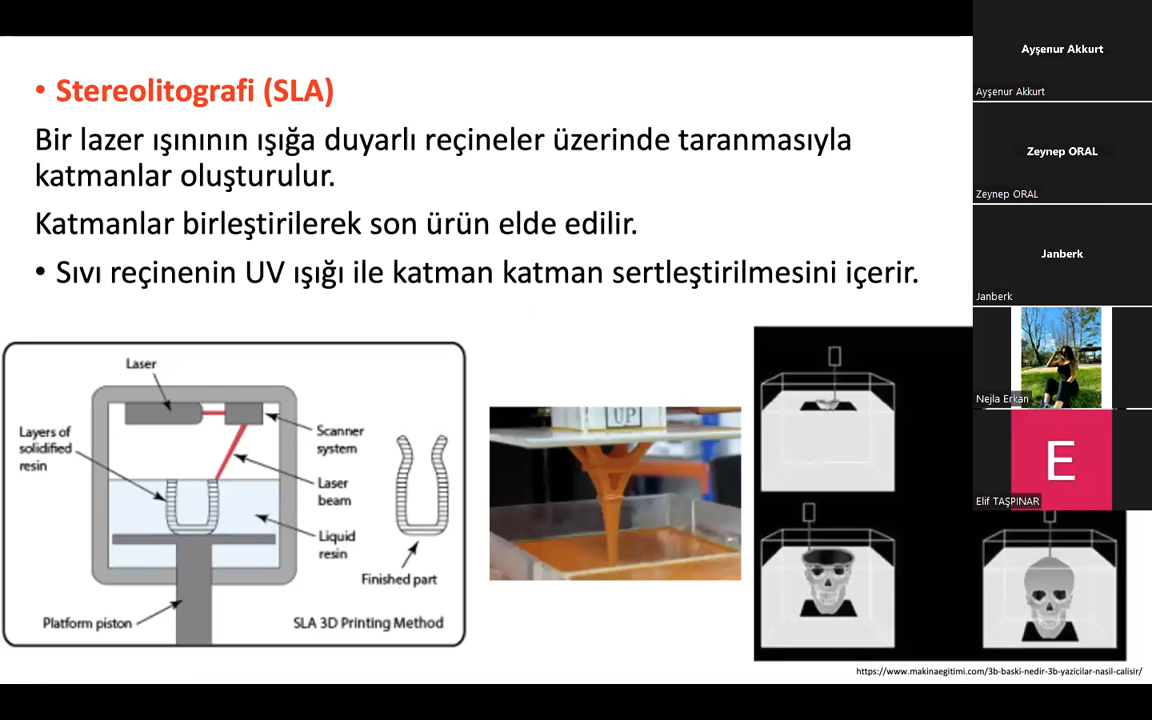 • Stereolitografi (SLA)
Bir lazer ışınının ışığa duyarlı reçineler üzerinde taranmasıyla
katmanlar oluşturulur.
Katmanlar birleştirilerek son ürün elde edilir.
• Sıvı reçinenin UV ışığı ile katman katman sertleştirilmesini içerir.
Laser
Layers of
solidified
resin
Scanner
system
Laser
beam
Liquid
resin
Finished part
Platform piston
SLA 3D Printing Method
UP
https://www.makinaegitimi.com/3b-baski-nedir-3b-yazicilar-nasil-calisir/
Ayşenur Akkurt
Ayşenur Akkurt
Zeynep ORAL
Zeynep ORAL
Janberk
Janberk
Nejla Erkan
E
Elif TAŞPINAR